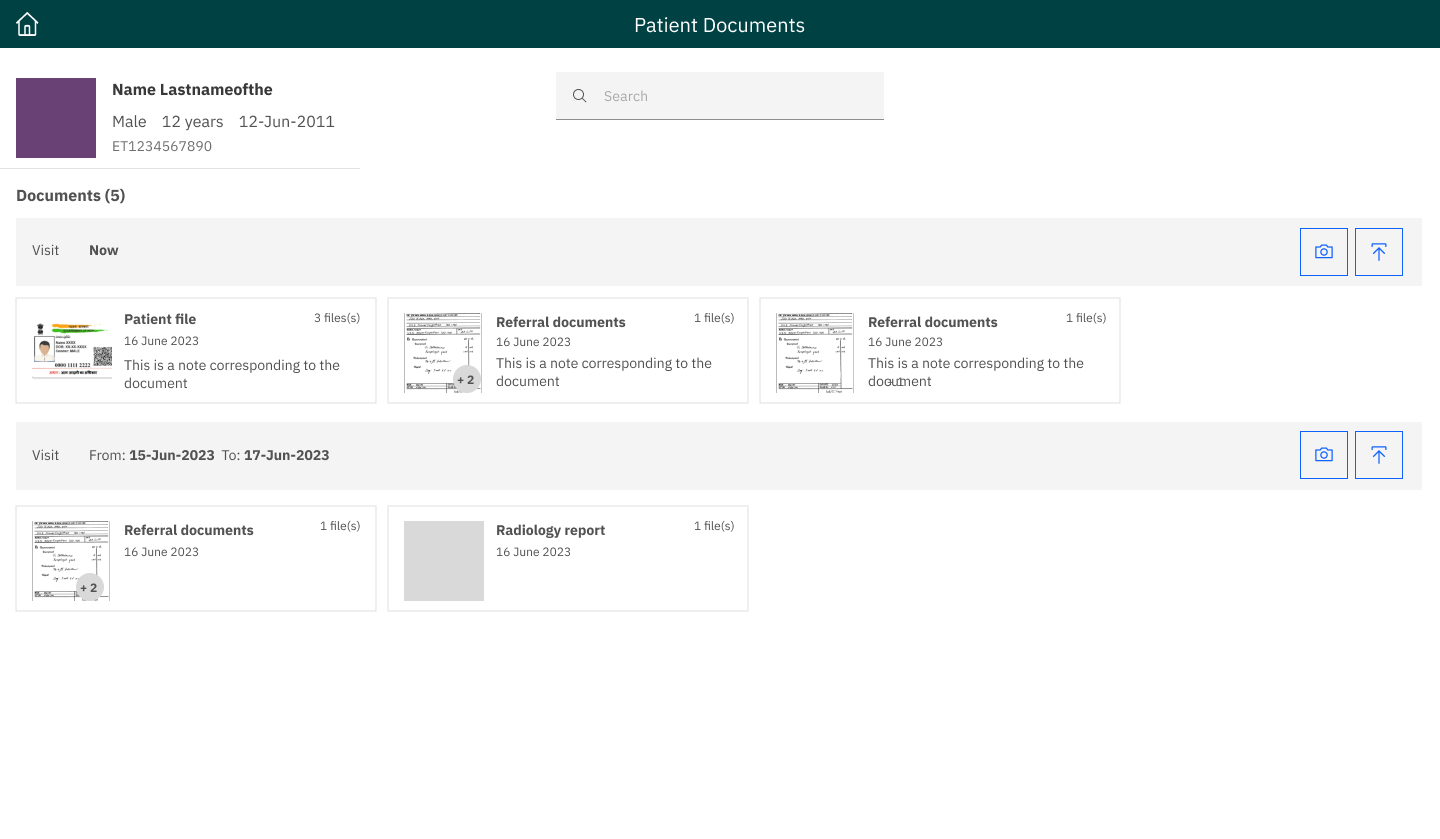 Patient Documents
Name Lastnameofthe
Male 12 years 12-Jun-2011
ET1234567890
Search
Documents (5)
Visit Now
Patient file 3 files(s)
16 June 2023
This is a note corresponding to the
document
0000 1111 2222
Referral documents 1 file(s)
16 June 2023
This is a note corresponding to the
document
+ 2
Referral documents 1 file(s)
16 June 2023
This is a note corresponding to the
document
Visit From: 15-Jun-2023 To: 17-Jun-2023
Referral documents 1 file(s)
16 June 2023
+ 2
Radiology report 1 file(s)
16 June 2023